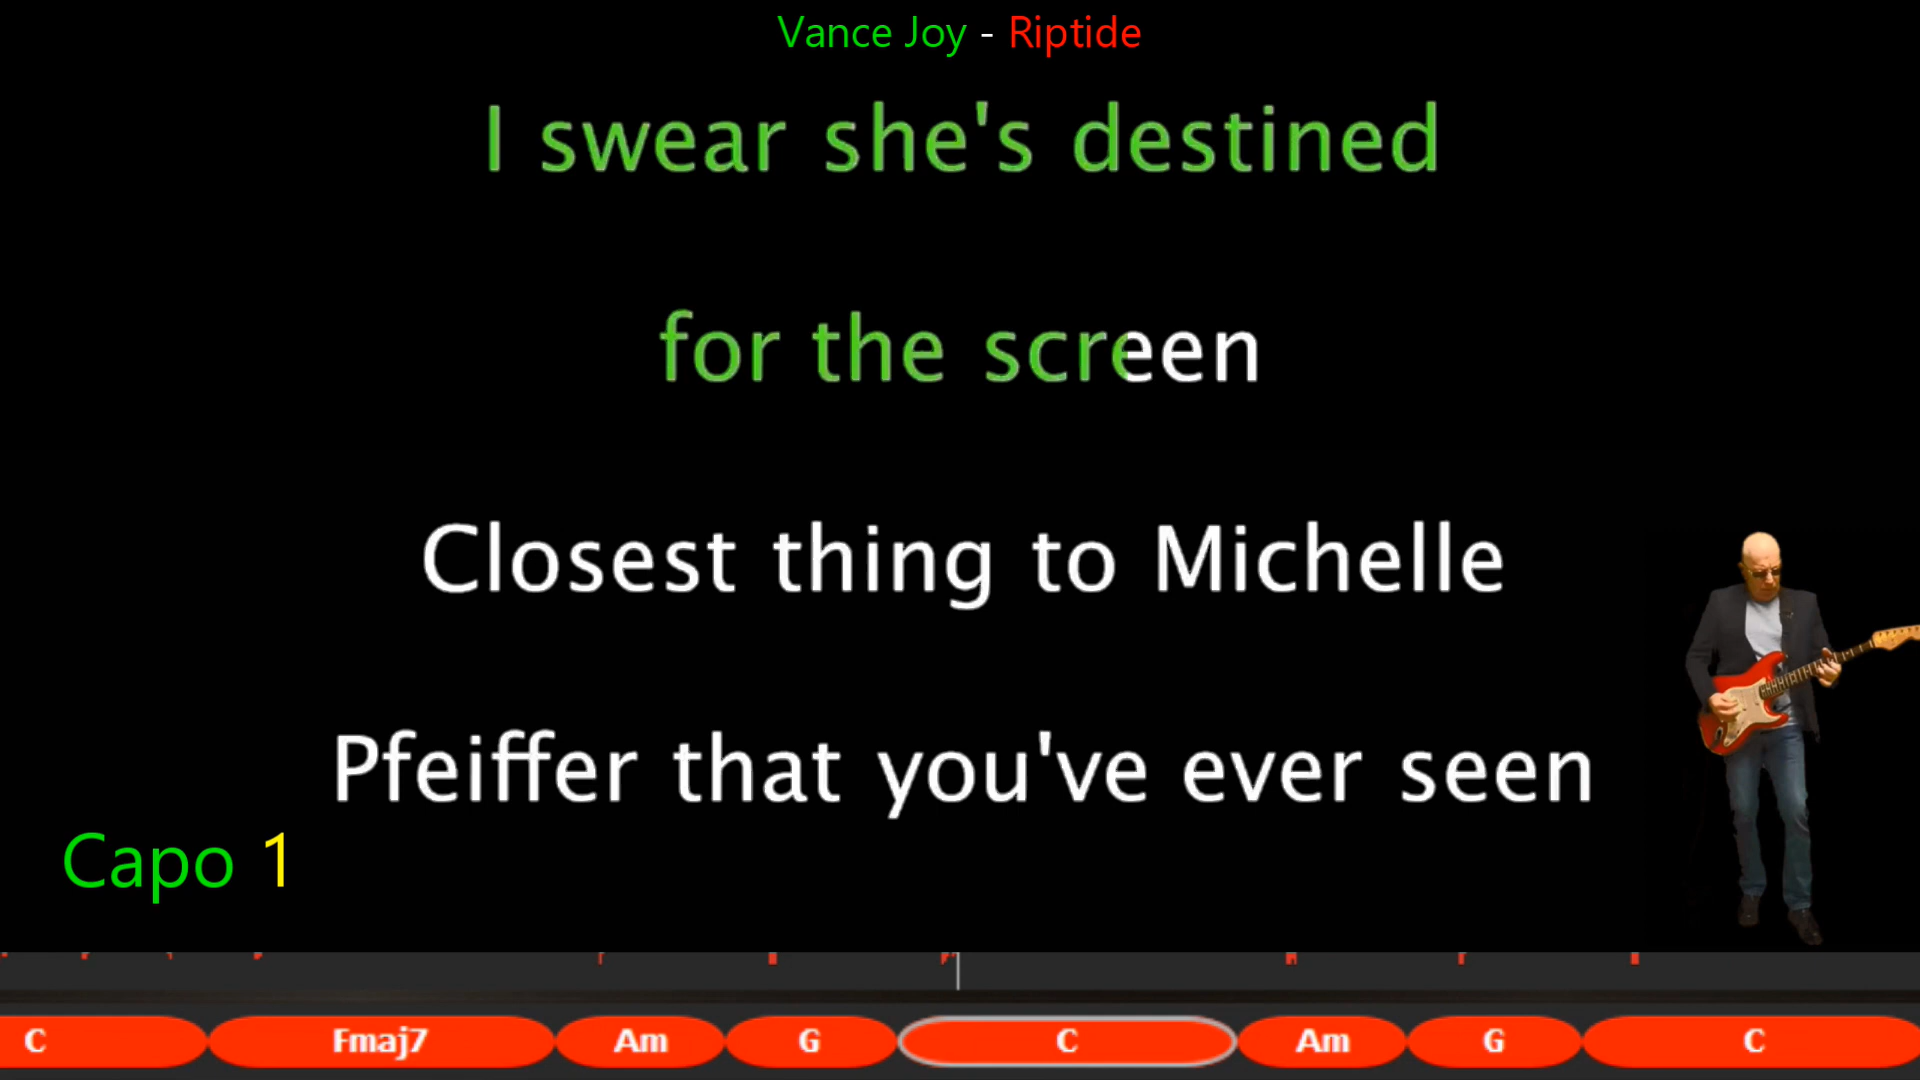 Vance Joy - Riptide
I swear she's destined
for the screen
Closest thing to Michelle
Pfeiffer that you've ever seen
Capo 1
C Fmaj7 Am G C Am G C